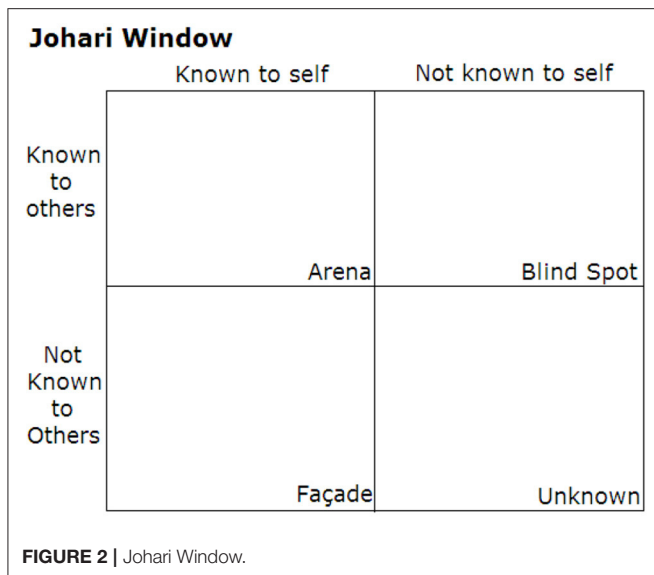 Johari Window
Known to self Not known to self
Known
to
others
Arena Blind Spot
Not
Known
to
Others
Façade Unknown
FIGURE 2 | Johari Window.